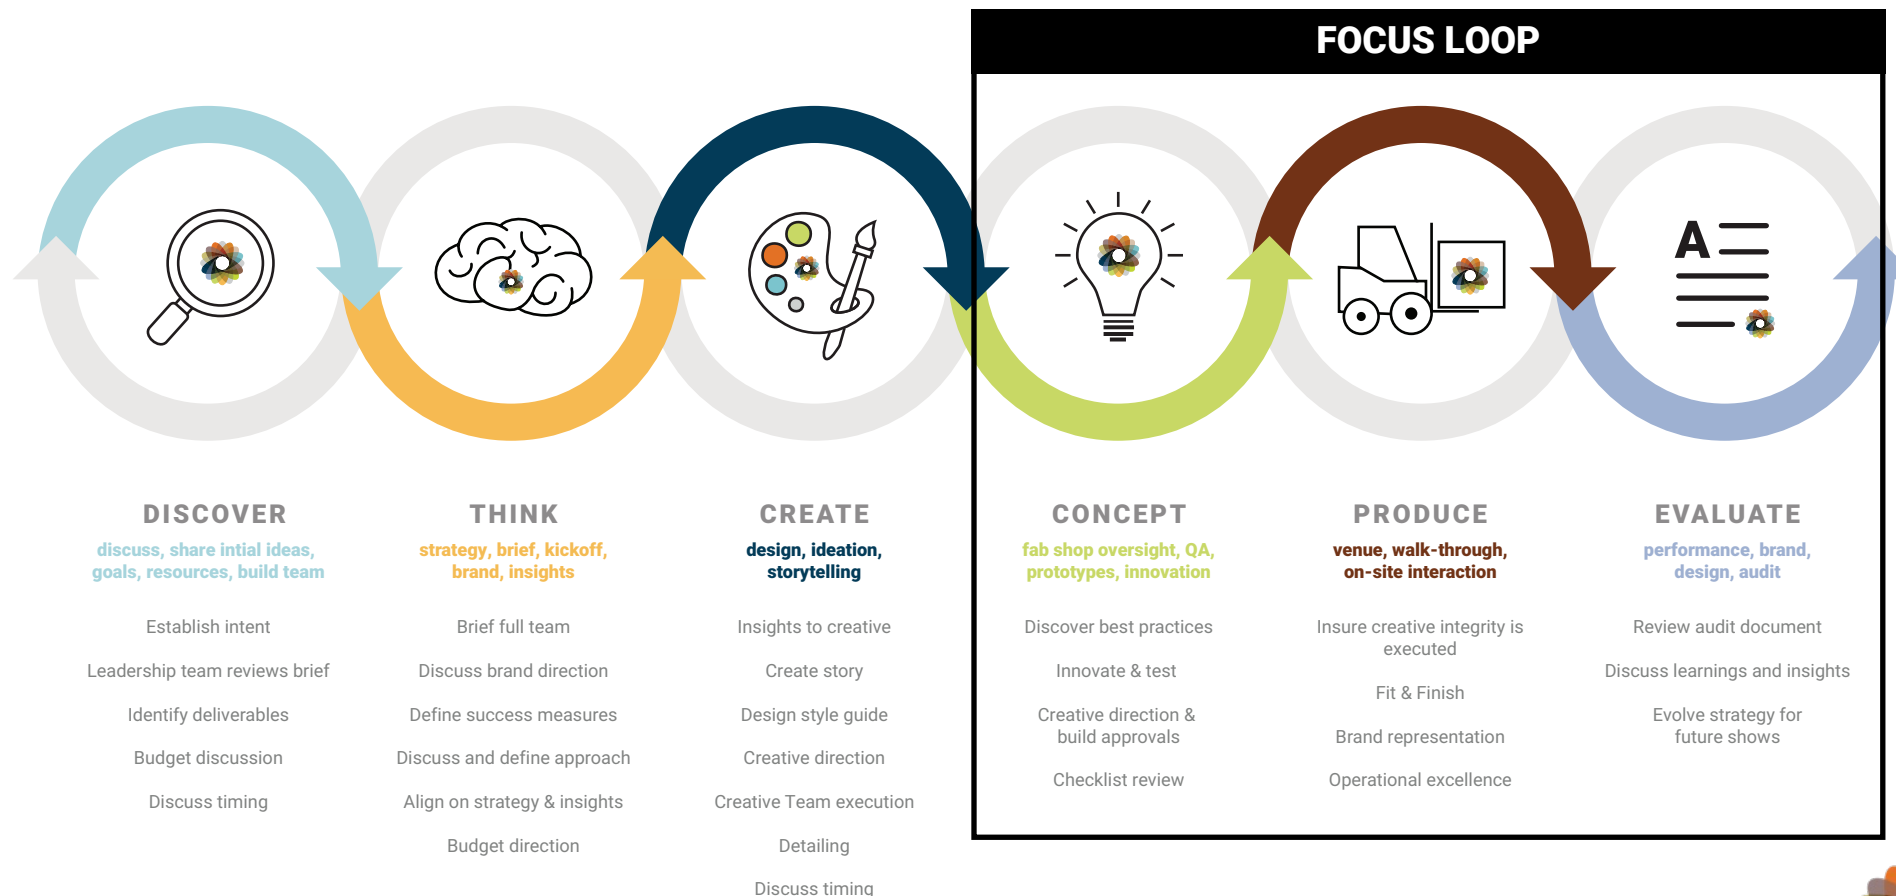 FOCUS LOOP
A
DISCOVER
discuss, share intial ideas,
goals, resources, build team
Establish intent
Leadership team reviews brief
Identify deliverables
Budget discussion
Discuss timing
THINK
strategy, brief, kickoff,
brand, insights
Brief full team
Discuss brand direction
Define success measures
Discuss and define approach
Align on strategy & insights
Budget direction
CREATE
design, ideation,
storytelling
Insights to creative
Create story
Design style guide
Creative direction
Creative Team execution
Detailing
Discuss timing
CONCEPT
fab shop oversight, QA,
prototypes, innovation
Discover best practices
Innovate & test
Creative direction &
build approvals
Checklist review
PRODUCE
venue, walk-through,
on-site interaction
Insure creative integrity is
executed
Fit & Finish
Brand representation
Operational excellence
EVALUATE
performance, brand,
design, audit
Review audit document
Discuss learnings and insights
Evolve strategy for
future shows